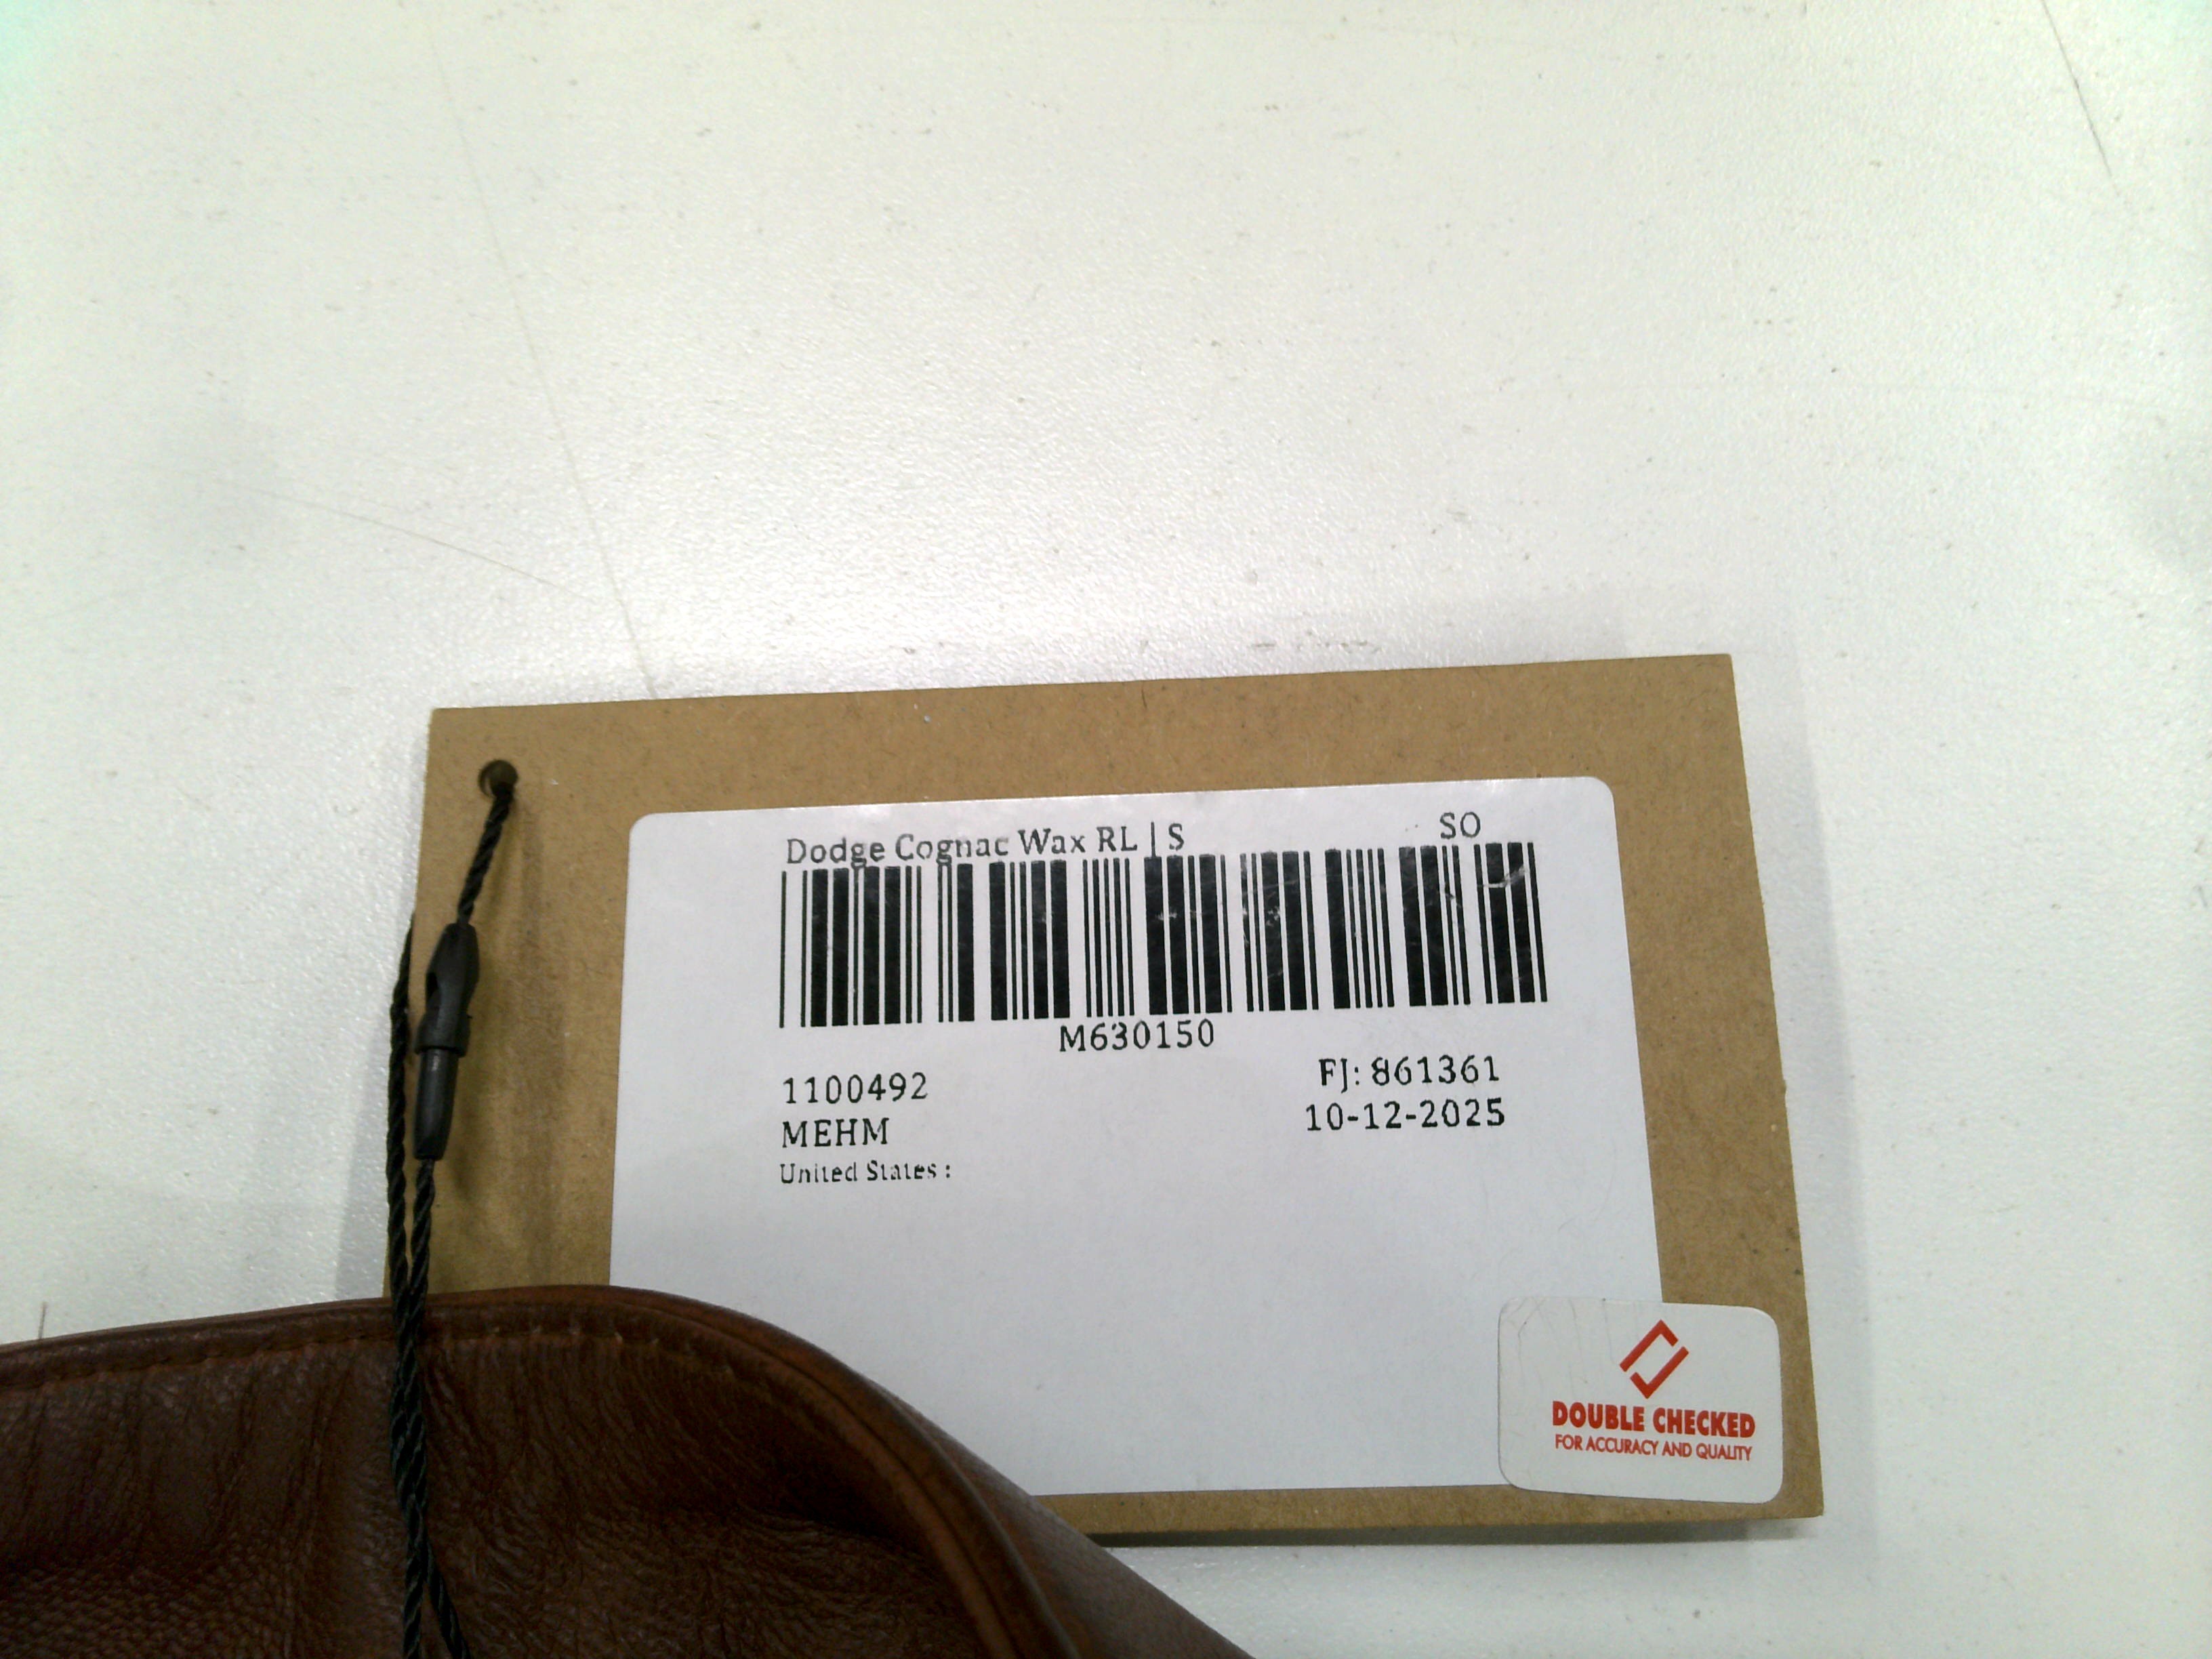 Dodge Cognac Wax RL | S SO
M630150
1100492 FJ: 861361
MEHM 10-12-2025
United States :
DOUBLE CHECKED
FOR ACCURACY AND QUALITY